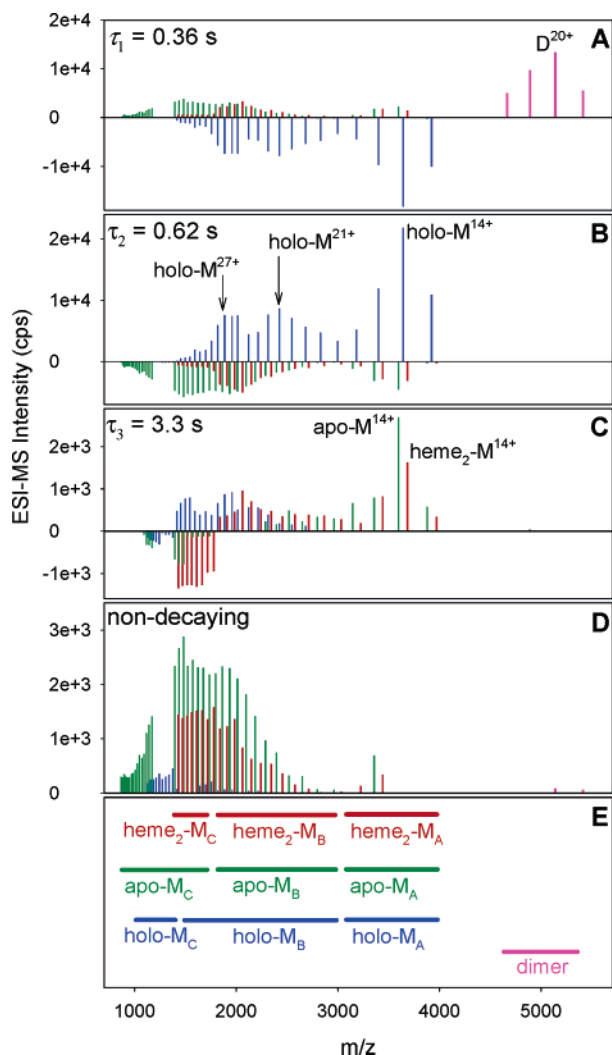 τ1 = 0.36 s
A
D20+
2e+4
1e+4
0
-1e+4
τ2 = 0.62 s
B
holo-M27+
holo-M21+
holo-M14+
2e+4
1e+4
0
τ3 = 3.3 s
C
apo-M14+
heme2-M14+
2e+3
1e+3
0
-1e+3
non-decaying
D
3e+3
2e+3
1e+3
0
ESI-MS Intensity (cps)
E
heme2-MC
heme2-MB
heme2-MA
apo-MC
apo-MB
apo-MA
holo-MC
holo-MB
holo-MA
dimer
1000 2000 3000 4000 5000
m/z